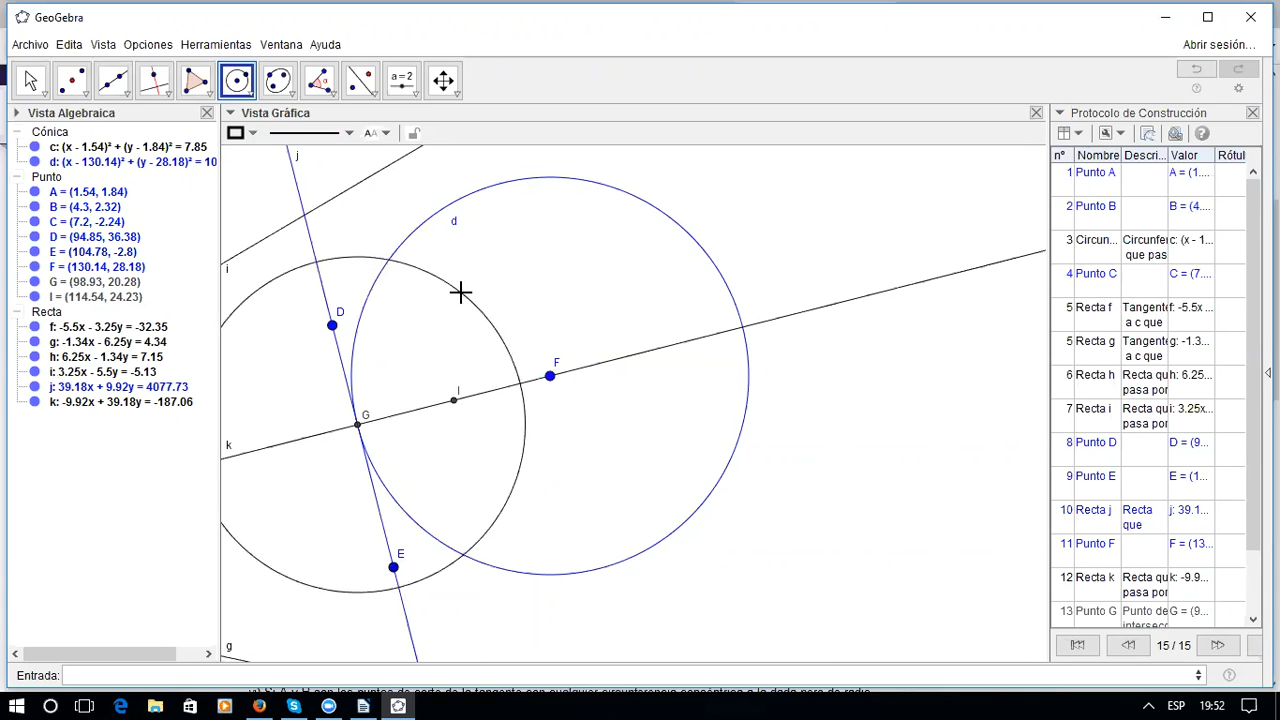 GeoGebra
Archivo Edita Vista Opciones Herramientas Ventana Ayuda
Abrir sesión...
a=2
Vista Algebraica
Cónica
c: (x - 1.54)² + (y - 1.84)² = 7.85
d: (x - 130.14)² + (y - 28.18)² = 10
Punto
A = (1.54, 1.84)
B = (4.3, 2.32)
C = (7.2, -2.24)
D = (94.85, 36.38)
E = (104.78, -2.8)
F = (130.14, 28.18)
G = (98.93, 20.28)
I = (114.54, 24.23)
Recta
f: -5.5x - 3.25y = -32.35
g: -1.34x - 6.25y = 4.34
h: 6.25x - 1.34y = 7.15
i: 3.25x - 5.5y = -5.13
j: 39.18x + 9.92y = 4077.73
k: -9.92x + 39.18y = -187.06
Vista Gráfica
AA
j
d
i
D
F
I
G
k
E
g
Protocolo de Construcción
nº Nombre Descri... Valor Rótul
1 Punto A A = (1....
2 Punto B B = (4....
3 Circun... Circunfer c: (x - 1...
que pas
4 Punto C C = (7....
5 Recta f Tangente f: -5.5x ...
a c que
5 Recta g Tangente g: -1.3...
a c que
6 Recta h Recta qu h: 6.25...
pasa por
7 Recta i Recta qu i: 3.25x...
pasa por
8 Punto D D = (9...
9 Punto E E = (1...
10 Recta j Recta j: 39.1...
que
11 Punto F F = (13...
12 Recta k Recta qu k: -9.9...
pasa por
13 Punto G Punto de G = (9...
intersecc
15 / 15
Entrada:
ESP 19:52